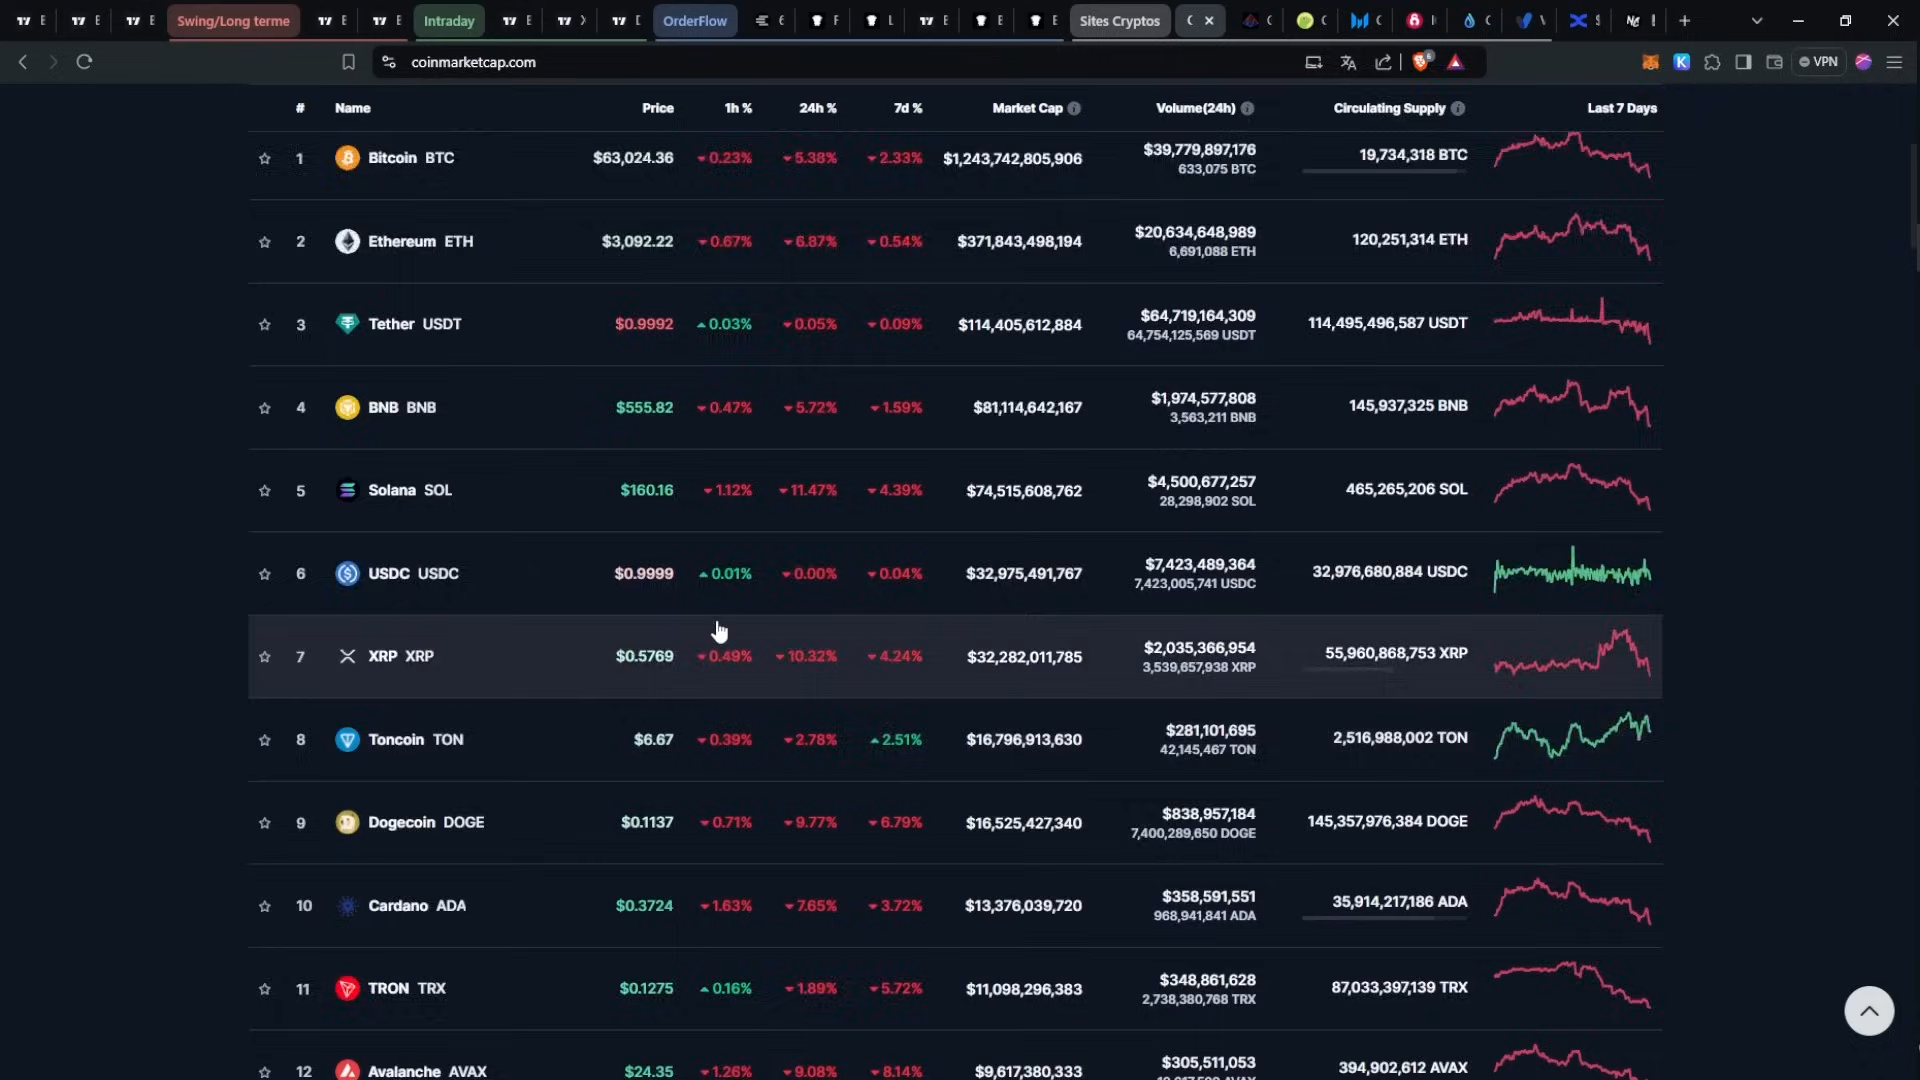 Swing/Long terme
Intraday
OrderFlow
Sites Cryptos
coinmarketcap.com
VPN
# Name Price 1h % 24h % 7d % Market Cap Volume(24h) Circulating Supply Last 7 Days
1 Bitcoin BTC $63,024.36 0.23% 5.38% 2.33% $1,243,742,805,906 $39,779,897,176 19,734,318 BTC
633,075 BTC
2 Ethereum ETH $3,092.22 0.67% 6.87% 0.54% $371,843,498,194 $20,634,648,989 120,251,314 ETH
6,691,088 ETH
3 Tether USDT $0.9992 0.03% 0.05% 0.09% $114,405,612,884 $64,719,164,309 114,495,496,587 USDT
64,754,125,569 USDT
4 BNB BNB $555.82 0.47% 5.72% 1.59% $81,114,642,167 $1,974,577,808 145,937,325 BNB
3,563,211 BNB
5 Solana SOL $160.16 1.12% 11.47% 4.39% $74,515,608,762 $4,500,677,257 465,265,206 SOL
28,298,902 SOL
6 USDC USDC $0.9999 0.01% 0.00% 0.04% $32,975,491,767 $7,423,489,364 32,976,680,884 USDC
7,423,005,741 USDC
7 XRP XRP $0.5769 0.49% 10.32% 4.24% $32,282,011,785 $2,035,366,954 55,960,868,753 XRP
3,539,657,938 XRP
8 Toncoin TON $6.67 0.39% 2.78% 2.51% $16,796,913,630 $281,101,695 2,516,988,002 TON
42,145,467 TON
9 Dogecoin DOGE $0.1137 0.71% 9.77% 6.79% $16,525,427,340 $838,957,184 145,357,976,384 DOGE
7,400,289,650 DOGE
10 Cardano ADA $0.3724 1.63% 7.65% 3.72% $13,376,039,720 $358,591,551 35,914,217,186 ADA
968,941,841 ADA
11 TRON TRX $0.1275 0.16% 1.89% 5.72% $11,098,296,383 $348,861,628 87,033,397,139 TRX
2,738,380,768 TRX
12 Avalanche AVAX $24.35 1.26% 9.08% 8.14% $9,617,380,333 $305,511,053 394,902,612 AVAX